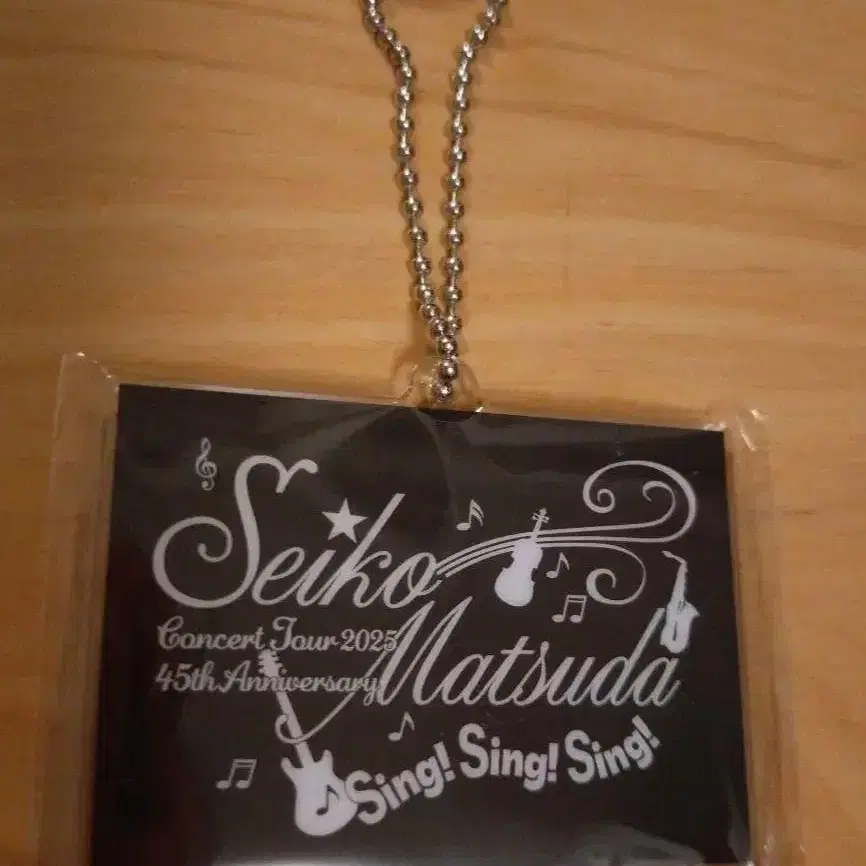 Seiko
Concert Tour 2025
45th Anniversary
Matsuda
Sing! Sing! Sing!